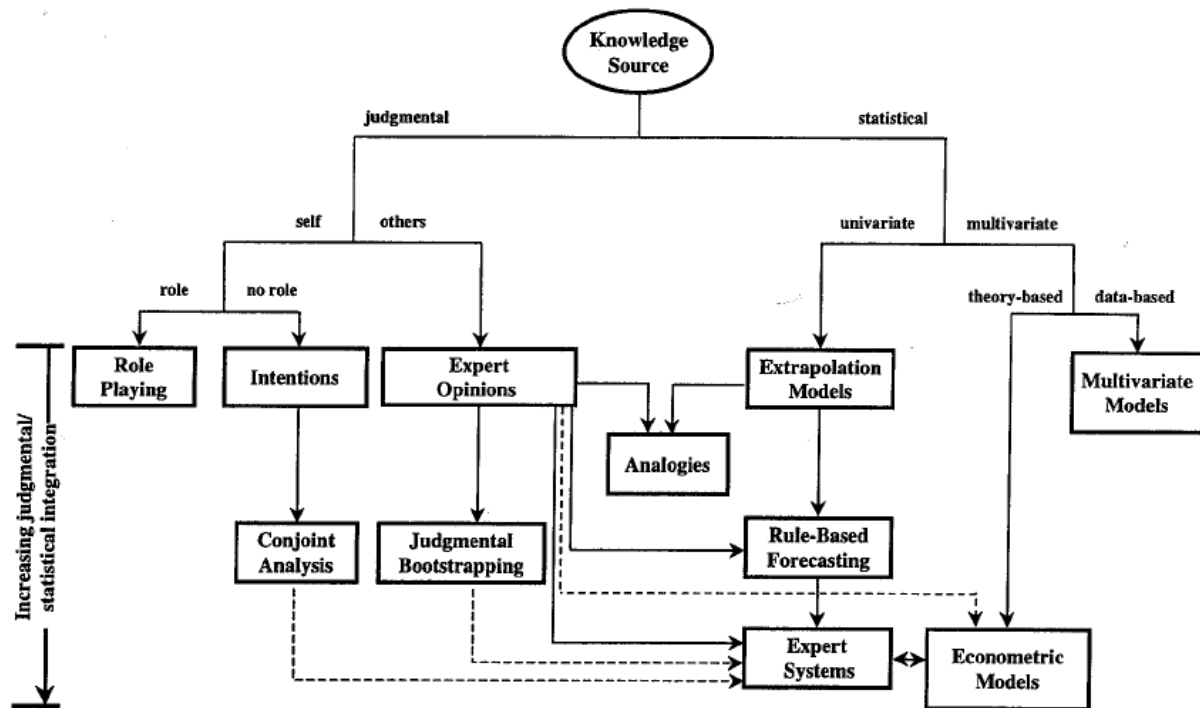 Knowledge
Source
judgmental
statistical
self
others
univariate
multivariate
role
no role
theory-based
data-based
Role
Playing
Intentions
Expert
Opinions
Extrapolation
Models
Multivariate
Models
Analogies
Conjoint
Analysis
Judgmental
Bootstrapping
Rule-Based
Forecasting
Expert
Systems
Econometric
Models
Increasing judgmental/
statistical integration